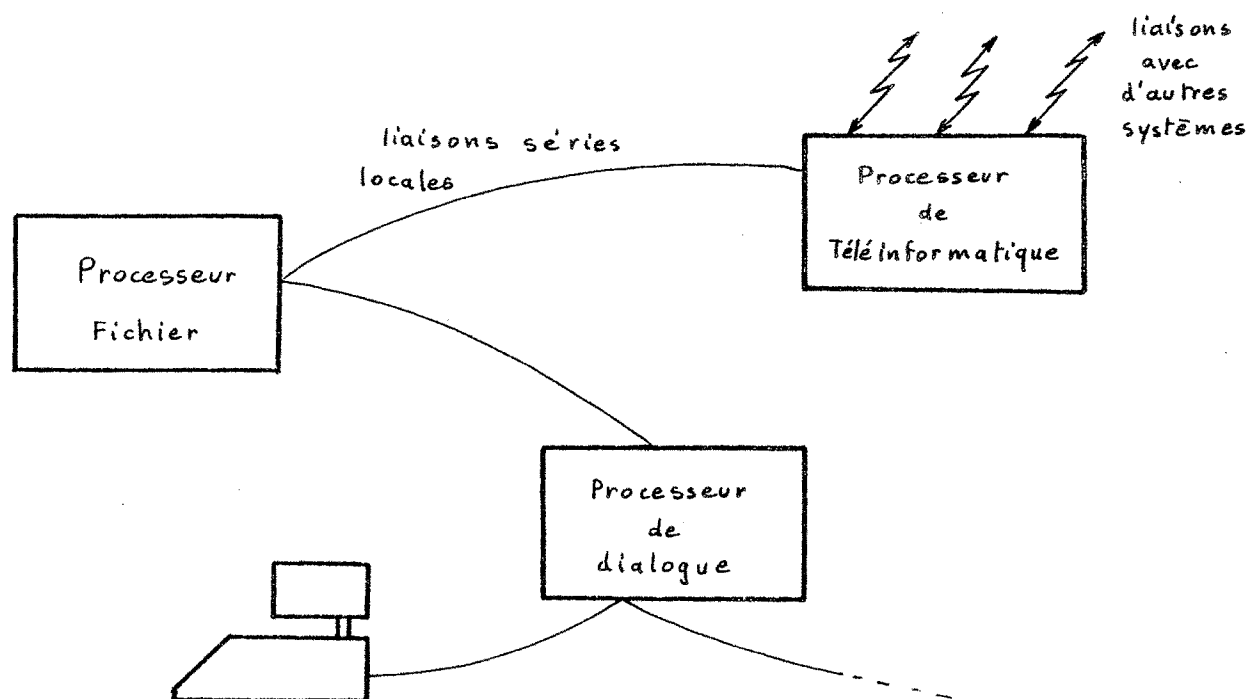 liaisons
avec
d'autres
systèmes
liaisons séries
locales
Processeur
de
Téléinformatique
Processeur
Fichier
Processeur
de
dialogue